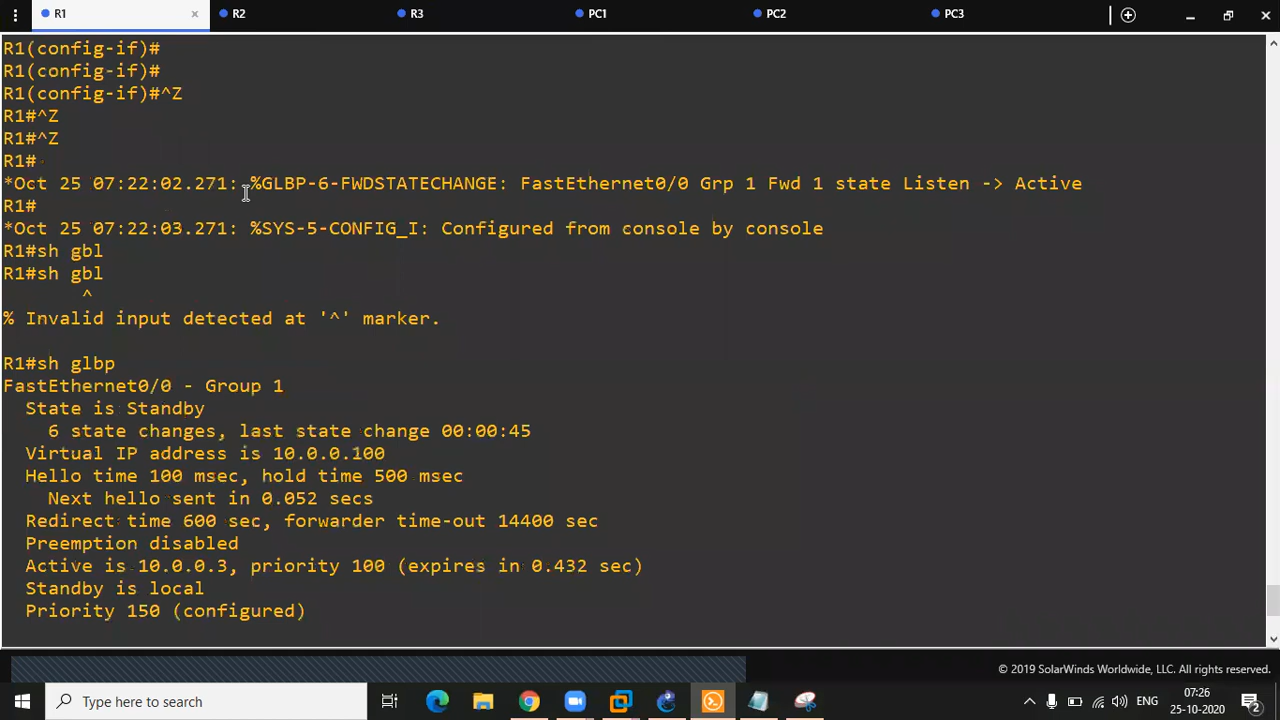 R1
R2
R3
PC1
PC2
PC3
R1(config-if)#
R1(config-if)#
R1(config-if)#^Z
R1#^Z
R1#^Z
R1#
*Oct 25 07:22:02.271: %GLBP-6-FWDSTATECHANGE: FastEthernet0/0 Grp 1 Fwd 1 state Listen -> Active
R1#
*Oct 25 07:22:03.271: %SYS-5-CONFIG_I: Configured from console by console
R1#sh gbl
R1#sh gbl
^
% Invalid input detected at '^' marker.
R1#sh glbp
FastEthernet0/0 - Group 1
State is Standby
6 state changes, last state change 00:00:45
Virtual IP address is 10.0.0.100
Hello time 100 msec, hold time 500 msec
Next hello sent in 0.052 secs
Redirect time 600 sec, forwarder time-out 14400 sec
Preemption disabled
Active is 10.0.0.3, priority 100 (expires in 0.432 sec)
Standby is local
Priority 150 (configured)
© 2019 SolarWinds Worldwide, LLC. All rights reserved.
Type here to search
ENG
07:26
25-10-2020
2